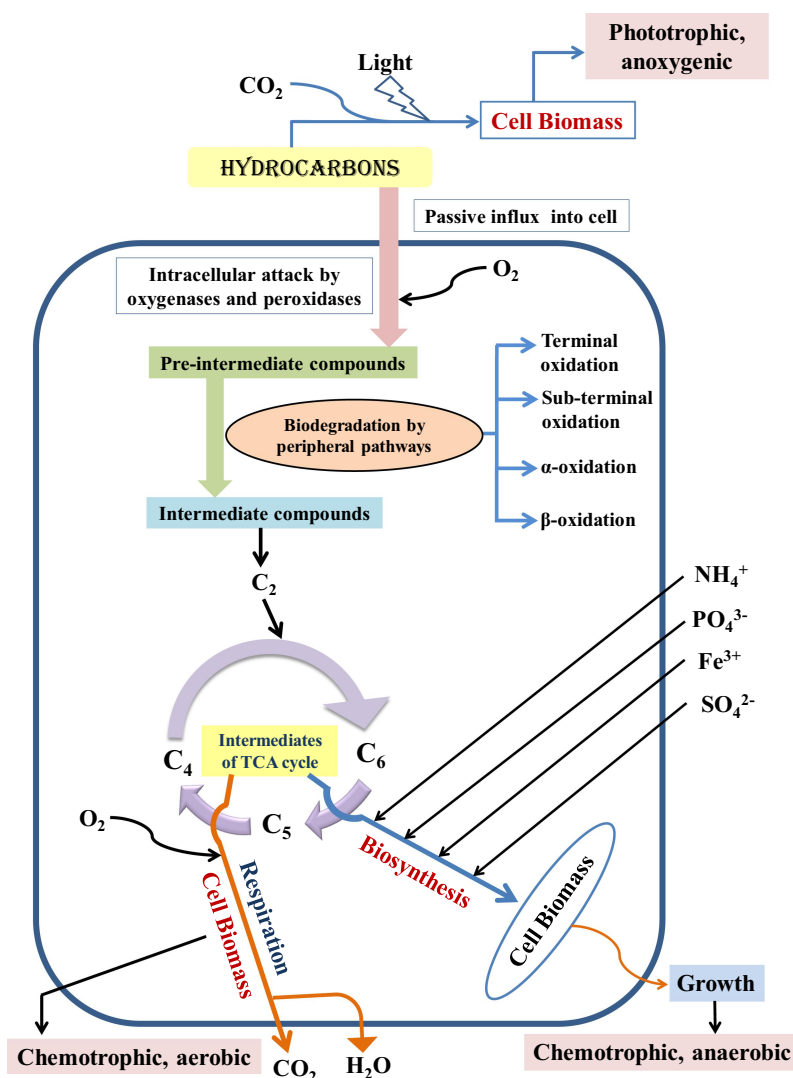 Phototrophic,
anoxygenic
Light
CO₂
Cell Biomass
HYDROCARBONS
Passive influx into cell
Intracellular attack by
oxygenases and peroxidases
O₂
Pre-intermediate compounds
Terminal
oxidation
Sub-terminal
oxidation
Biodegradation by
peripheral pathways
α-oxidation
Intermediate compounds
β-oxidation
C₂
NH₄⁺
PO₄³⁻
Fe³⁺
SO₄²⁻
Intermediates
of TCA cycle
C₄
C₆
C₅
O₂
Biosynthesis
Respiration
Cell Biomass
Cell Biomass
Growth
Chemotrophic, aerobic
CO₂
H₂O
Chemotrophic, anaerobic